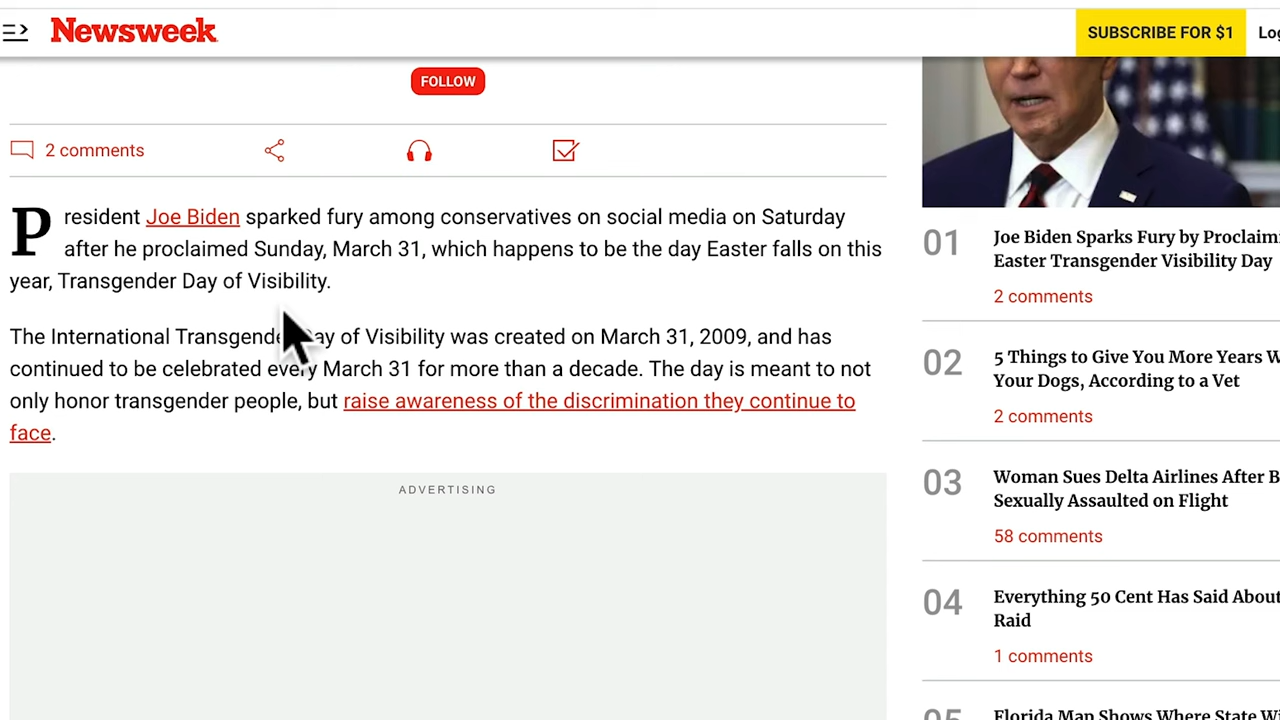 Newsweek
SUBSCRIBE FOR $1
FOLLOW
2 comments
President Joe Biden sparked fury among conservatives on social media on Saturday
after he proclaimed Sunday, March 31, which happens to be the day Easter falls on this
year, Transgender Day of Visibility.
The International Transgender Day of Visibility was created on March 31, 2009, and has
continued to be celebrated every March 31 for more than a decade. The day is meant to not
only honor transgender people, but raise awareness of the discrimination they continue to
face.
ADVERTISING
01
Joe Biden Sparks Fury by
Easter Transgender Visibility Day
2 comments
02
5 Things to Give You More Years
Your Dogs, According to a Vet
2 comments
03
Woman Sues Delta Airlines After
Sexually Assaulted on Flight
58 comments
04
Everything 50 Cent Has Said About
Raid
1 comments
05
Florida Map Shows Where State